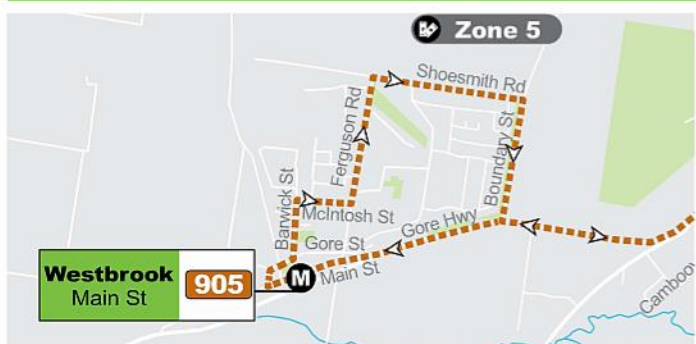 Zone 5
Shoesmith Rd
Ferguson Rd
Boundary St
Barwick St
McIntosh St
Gore Hwy
Gore St
Main St
M
Westbrook
Main St
905